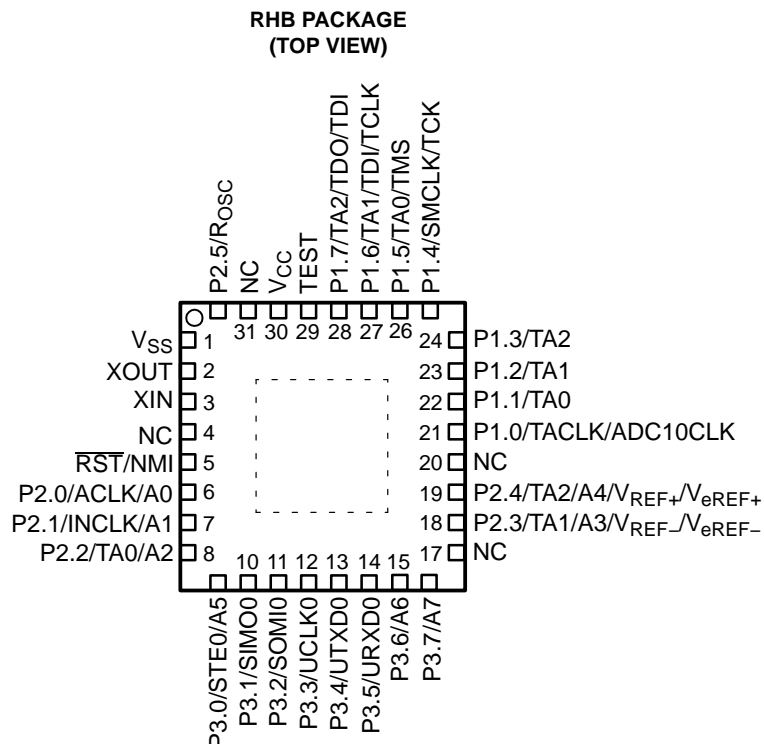 RHB PACKAGE
(TOP VIEW)
P2.5/ROSC
NC
VCC
TEST
P1.7/TA2/TDO/TDI
P1.6/TA1/TDI/TCLK
P1.5/TA0/TMS
P1.4/SMCLK/TCK
31 30 29 28 27 26
VSS 1
XOUT 2
XIN 3
NC 4
RST/NMI 5
P2.0/ACLK/A0 6
P2.1/INCLK/A1 7
P2.2/TA0/A2 8
24 P1.3/TA2
23 P1.2/TA1
22 P1.1/TA0
21 P1.0/TACLK/ADC10CLK
20 NC
19 P2.4/TA2/A4/VREF+/VeREF+
18 P2.3/TA1/A3/VREF−/VeREF−
17 NC
10 11 12 13 14 15
P3.0/STE0/A5
P3.1/SIMO0
P3.2/SOMI0
P3.3/UCLK0
P3.4/UTXD0
P3.5/URXD0
P3.6/A6
P3.7/A7